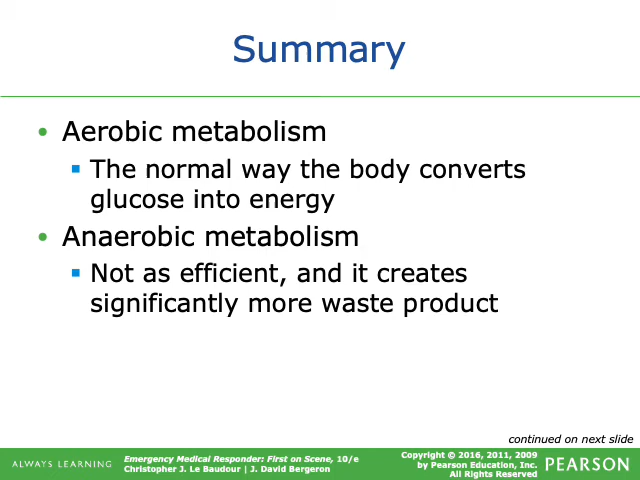 Summary
• Aerobic metabolism
▪ The normal way the body converts
glucose into energy
• Anaerobic metabolism
▪ Not as efficient, and it creates
significantly more waste product
continued on next slide
ALWAYS LEARNING
Emergency Medical Responder: First on Scene, 10/e
Christopher J. Le Baudour | J. David Bergeron
Copyright © 2016, 2011, 2009
by Pearson Education, Inc.
All Rights Reserved
PEARSON